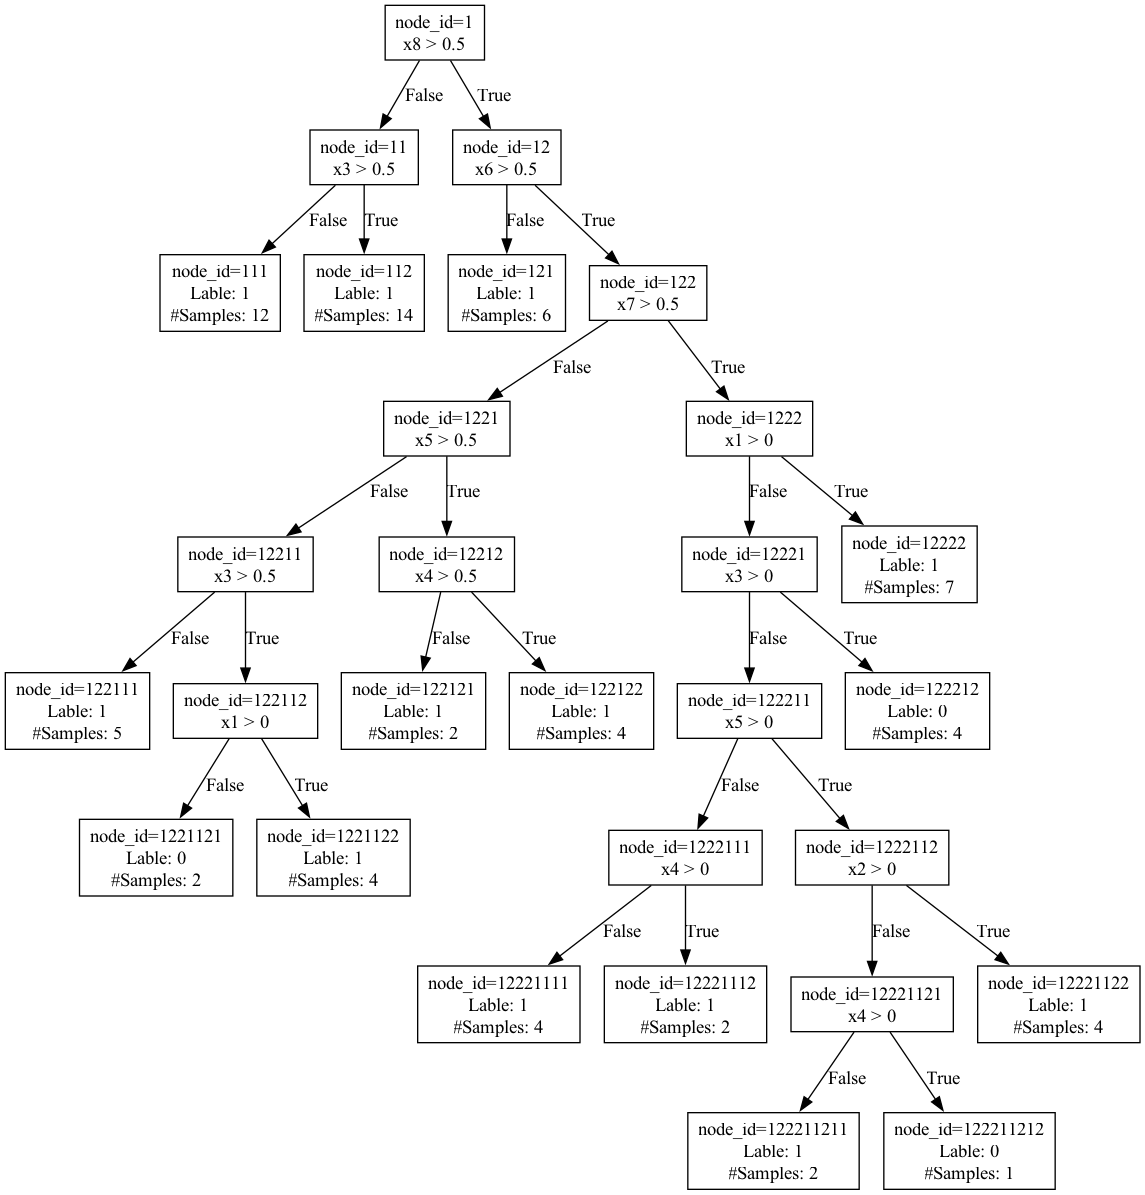 node_id=1
x8 > 0.5
False
True
node_id=11
x3 > 0.5
node_id=12
x6 > 0.5
False
True
False
True
node_id=111
Lable: 1
#Samples: 12
node_id=112
Lable: 1
#Samples: 14
node_id=121
Lable: 1
#Samples: 6
node_id=122
x7 > 0.5
False
True
node_id=1221
x5 > 0.5
node_id=1222
x1 > 0
False
True
False
True
node_id=12211
x3 > 0.5
node_id=12212
x4 > 0.5
node_id=12221
x3 > 0
node_id=12222
Lable: 1
#Samples: 7
False
True
False
True
False
True
node_id=122111
Lable: 1
#Samples: 5
node_id=122112
x1 > 0
node_id=122121
Lable: 1
#Samples: 2
node_id=122122
Lable: 1
#Samples: 4
node_id=122211
x5 > 0
node_id=122212
Lable: 0
#Samples: 4
False
True
False
True
node_id=1221121
Lable: 0
#Samples: 2
node_id=1221122
Lable: 1
#Samples: 4
node_id=1222111
x4 > 0
node_id=1222112
x2 > 0
False
True
False
True
node_id=12221111
Lable: 1
#Samples: 4
node_id=12221112
Lable: 1
#Samples: 2
node_id=12221121
x4 > 0
node_id=12221122
Lable: 1
#Samples: 4
False
True
node_id=122211211
Lable: 1
#Samples: 2
node_id=122211212
Lable: 0
#Samples: 1